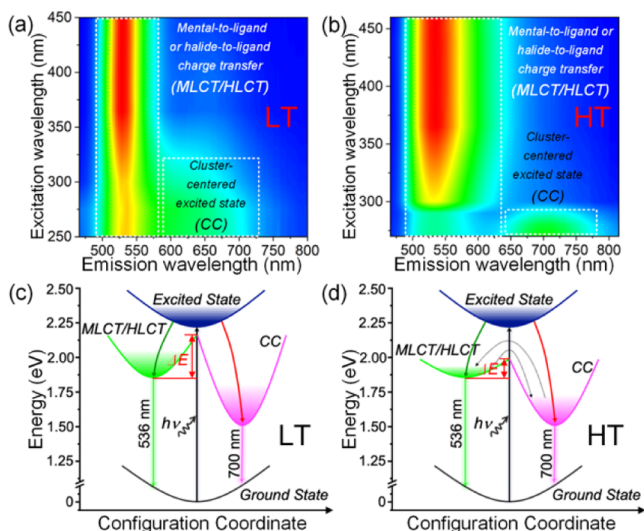 (a)
Excitation wavelength (nm)
450
400
350
300
250
Mental-to-ligand
or halide-to-ligand
charge transfer
(MLCT/HLCT)
LT
Cluster-
centered
excited state
(CC)
500 550 600 650 700 750 800
Emission wavelength (nm)
(b)
Excitation wavelength (nm)
450
400
350
300
Mental-to-ligand or
halide-to-ligand
charge transfer
(MLCT/HLCT)
HT
Cluster-
centered
excited state
(CC)
500 550 600 650 700 750 800
Emission wavelength (nm)
(c)
Energy (eV)
2.50
2.25
2.00
1.75
1.50
1.25
0
Excited State
MLCT/HLCT
CC
E
536 nm
hν
700 nm
LT
Ground State
Configuration Coordinate
(d)
Energy (eV)
2.50
2.25
2.00
1.75
1.50
1.25
0
Excited State
MLCT/HLCT
CC
E
536 nm
hν
700 nm
HT
Ground State
Configuration Coordinate